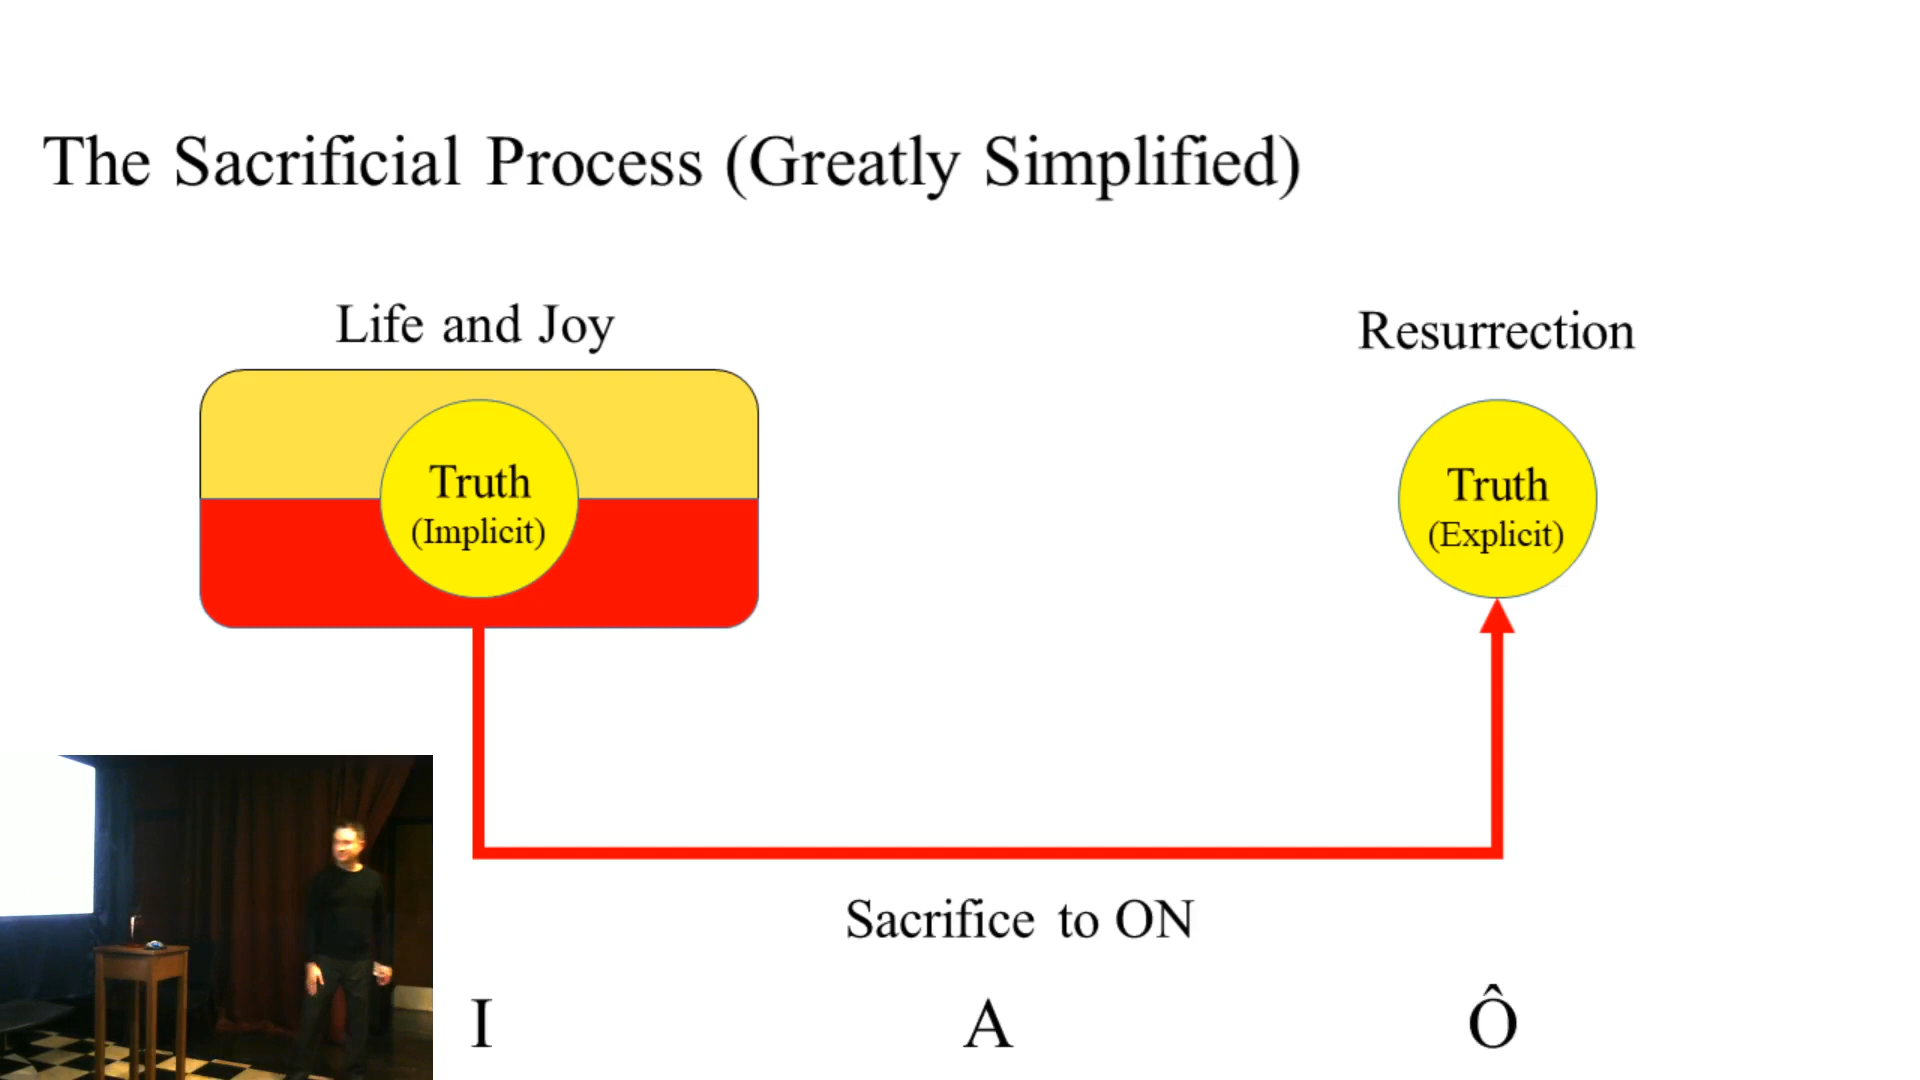 The Sacrificial Process (Greatly Simplified)
Life and Joy
Resurrection
Truth
(Implicit)
Truth
(Explicit)
Sacrifice to ON
I A Ô